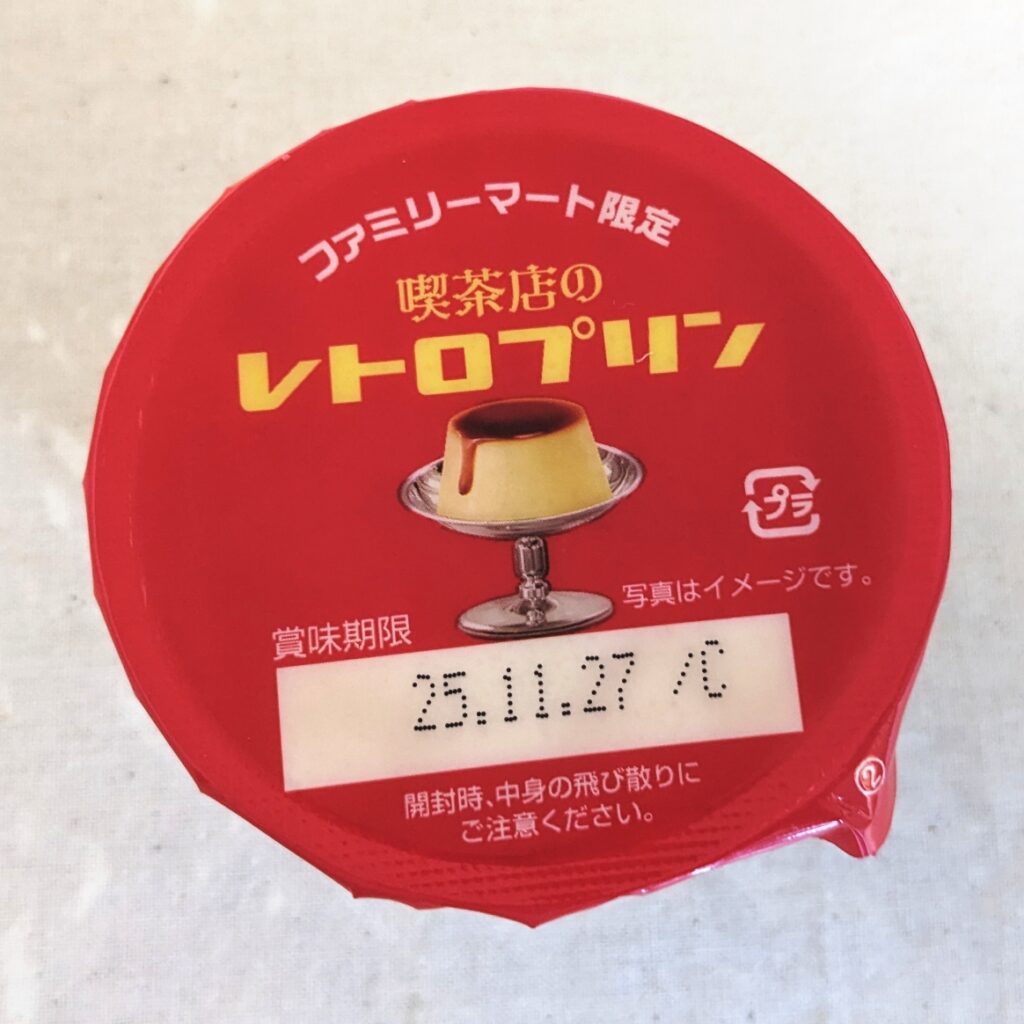 ファミリーマート限定
喫茶店の
レトロプリン
プラ
写真はイメージです。
賞味期限
25.11.27 /C
開封時、中身の飛び散りに
ご注意ください。
②